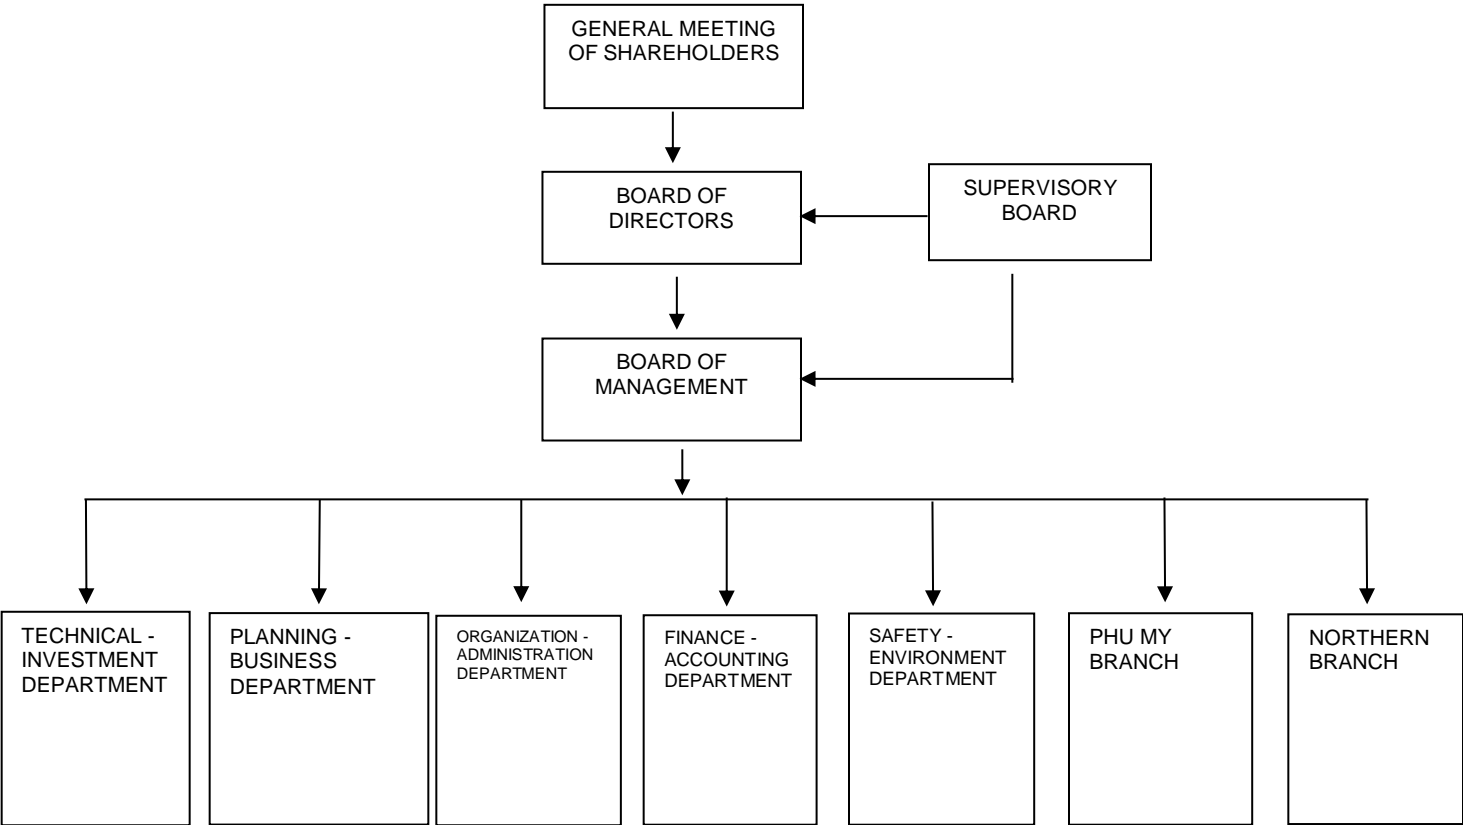 GENERAL MEETING
OF SHAREHOLDERS
BOARD OF
DIRECTORS
SUPERVISORY
BOARD
BOARD OF
MANAGEMENT
TECHNICAL -
INVESTMENT
DEPARTMENT
PLANNING -
BUSINESS
DEPARTMENT
ORGANIZATION -
ADMINISTRATION
DEPARTMENT
FINANCE -
ACCOUNTING
DEPARTMENT
SAFETY -
ENVIRONMENT
DEPARTMENT
PHU MY
BRANCH
NORTHERN
BRANCH